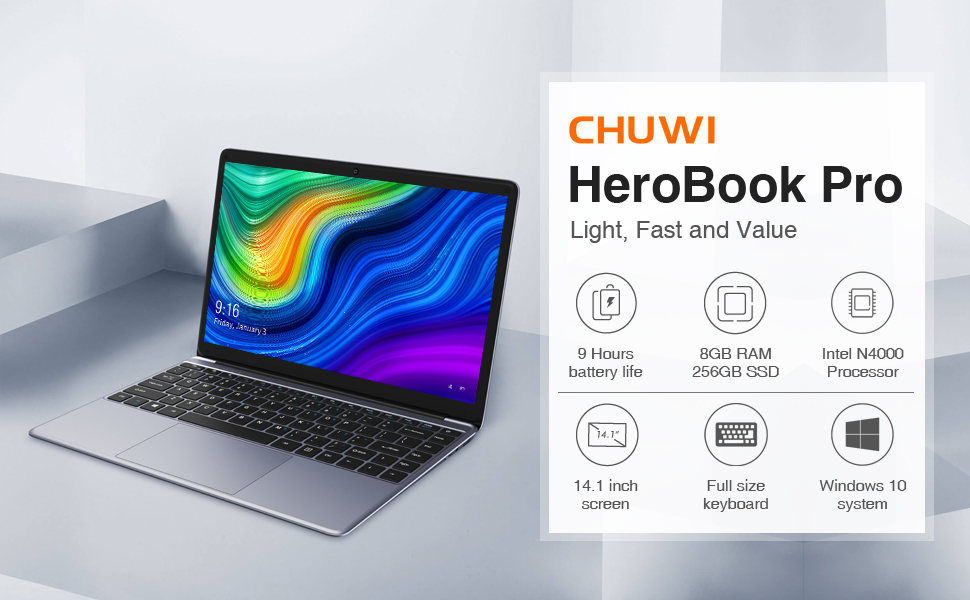 9:16
Friday, January 3
CHUWI
HeroBook Pro
Light, Fast and Value
9 Hours
battery life
8GB RAM
256GB SSD
Intel N4000
Processor
14.1"
14.1 inch
screen
Full size
keyboard
Windows 10
system